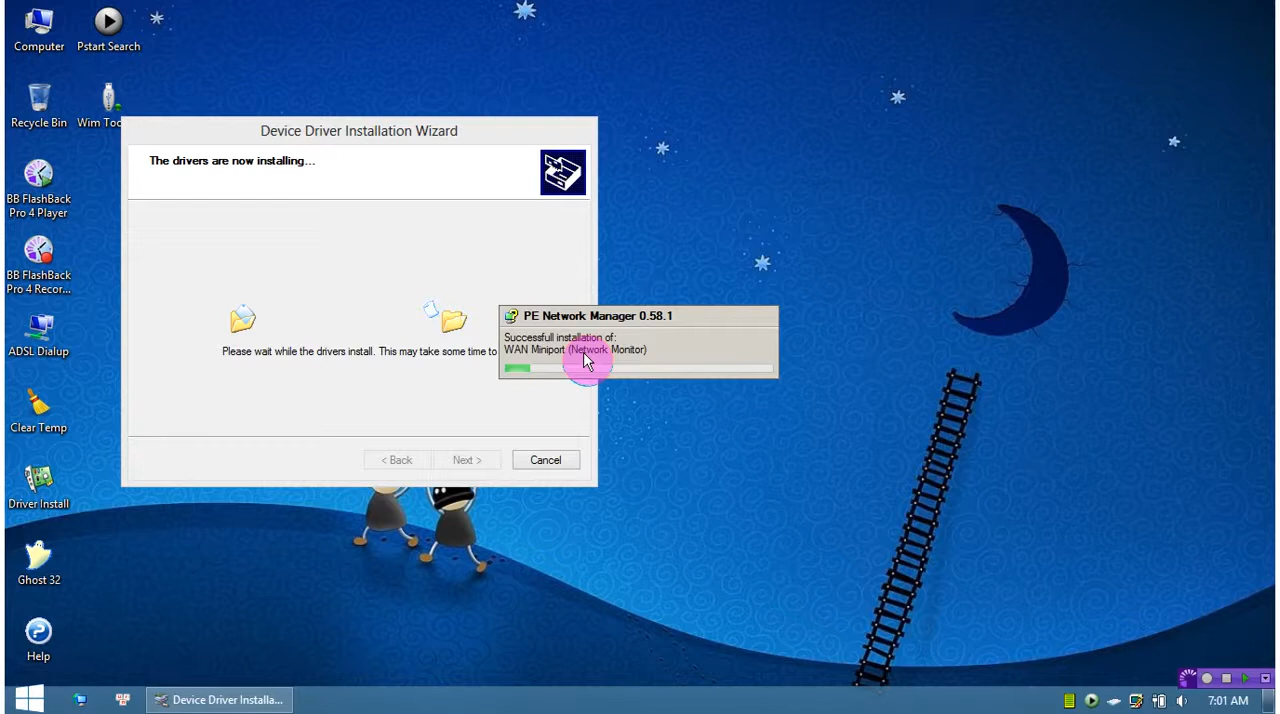 Computer
Pstart Search
Recycle Bin
BB FlashBack
Pro 4 Player
BB FlashBack
Pro 4 Recor...
ADSL Dialup
Clear Temp
Driver Install
Ghost 32
Help
Device Driver Installation Wizard
The drivers are now installing...
Please wait while the drivers install. This may take some time to
< Back
Next >
Cancel
PE Network Manager 0.58.1
Successfull installation of:
WAN Miniport (Network Monitor)
Device Driver Installa...
7:01 AM